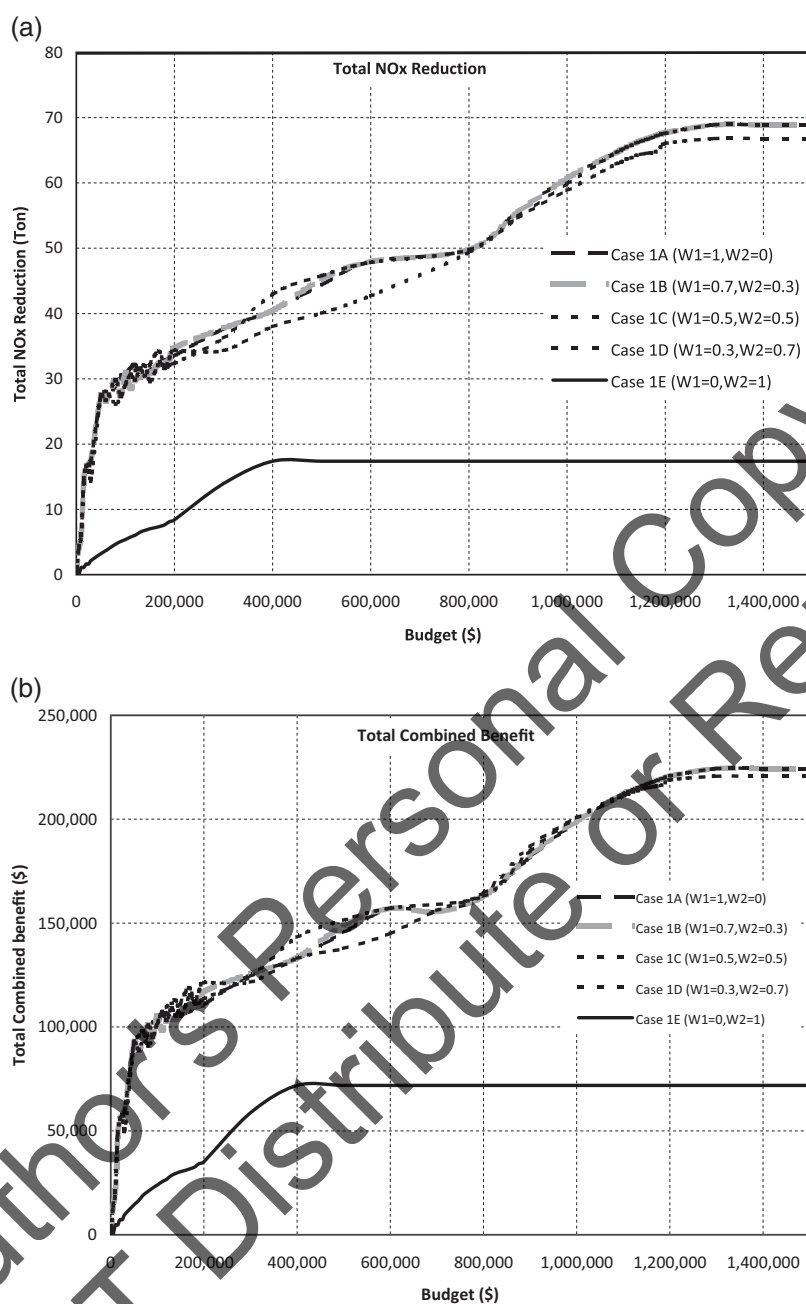 (a)
Total NOx Reduction
80
70
60
50
40
30
20
10
0
Total NOx Reduction (Ton)
Case 1A (W1=1,W2=0)
Case 1B (W1=0.7,W2=0.3)
Case 1C (W1=0.5,W2=0.5)
Case 1D (W1=0.3,W2=0.7)
Case 1E (W1=0,W2=1)
0 200,000 400,000 600,000 800,000 1,000,000 1,200,000 1,400,000
Budget ($)
(b)
Total Combined Benefit
250,000
200,000
150,000
100,000
50,000
0
Total Combined benefit ($)
Case 1A (W1=1,W2=0)
Case 1B (W1=0.7,W2=0.3)
Case 1C (W1=0.5,W2=0.5)
Case 1D (W1=0.3,W2=0.7)
Case 1E (W1=0,W2=1)
0 200,000 400,000 600,000 800,000 1,000,000 1,200,000 1,400,000
Budget ($)
Author's Personal Copy
Distribute or